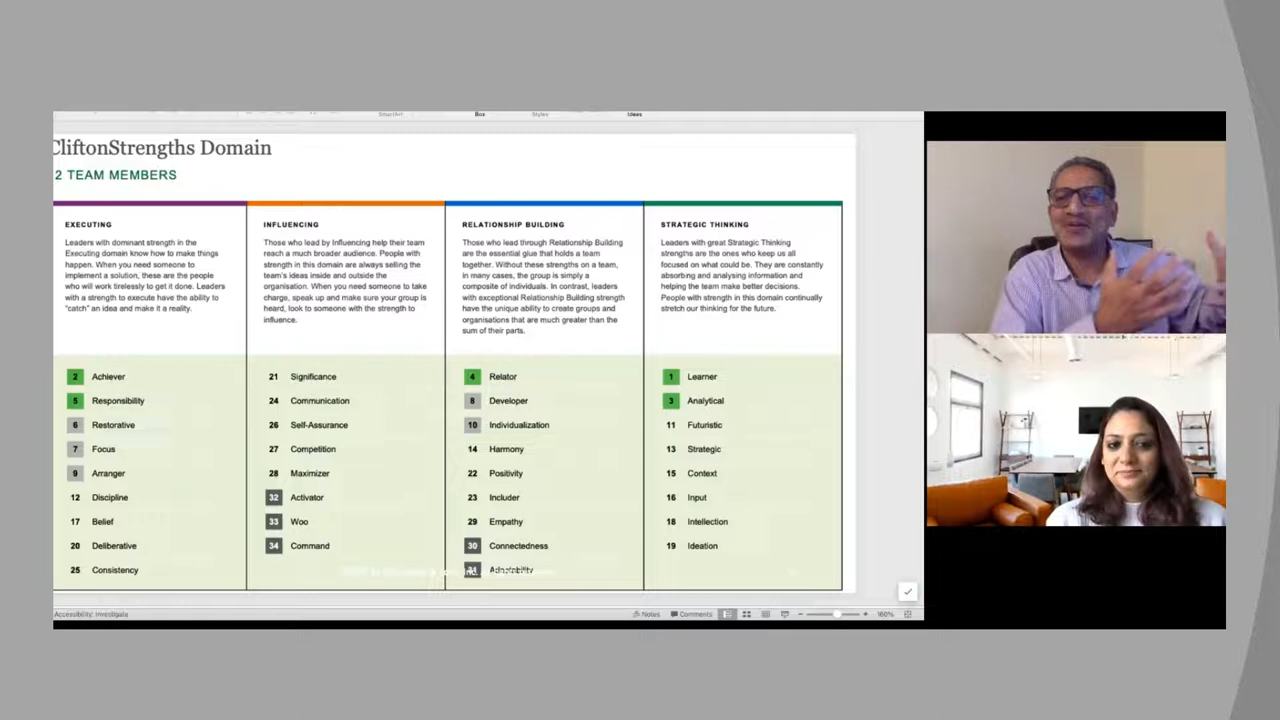 SmartArt Box Styles Ideas
CliftonStrengths Domain
2 TEAM MEMBERS
EXECUTING
Leaders with dominant strength in the
Executing domain know how to make things
happen. When you need someone to
implement a solution, these are the people
who will work tirelessly to get it done. Leaders
with a strength to execute have the ability to
"catch" an idea and make it a reality.
2 Achiever
5 Responsibility
6 Restorative
7 Focus
9 Arranger
12 Discipline
17 Belief
20 Deliberative
25 Consistency
INFLUENCING
Those who lead by Influencing help their team
reach a much broader audience. People with
strength in this domain are always selling the
team's ideas inside and outside the
organisation. When you need someone to take
charge, speak up and make sure your group is
heard, look to someone with the strength to
influence.
21 Significance
24 Communication
26 Self-Assurance
27 Competition
28 Maximizer
32 Activator
33 Woo
34 Command
RELATIONSHIP BUILDING
Those who lead through Relationship Building
are the essential glue that holds a team
together. Without these strengths on a team,
in many cases, the group is simply a
composite of individuals. In contrast, leaders
with exceptional Relationship Building strength
have the unique ability to create groups and
organisations that are much greater than the
sum of their parts.
4 Relator
8 Developer
10 Individualization
14 Harmony
22 Positivity
23 Includer
29 Empathy
30 Connectedness
31 Adaptability
STRATEGIC THINKING
Leaders with great Strategic Thinking
strengths are the ones who keep us all
focused on what could be. They are constantly
absorbing and analysing information and
helping the team make better decisions.
People with strength in this domain continually
stretch our thinking for the future.
1 Learner
3 Analytical
11 Futuristic
13 Strategic
15 Context
16 Input
18 Intellection
19 Ideation
Accessibility: Investigate
Notes Comments 160%